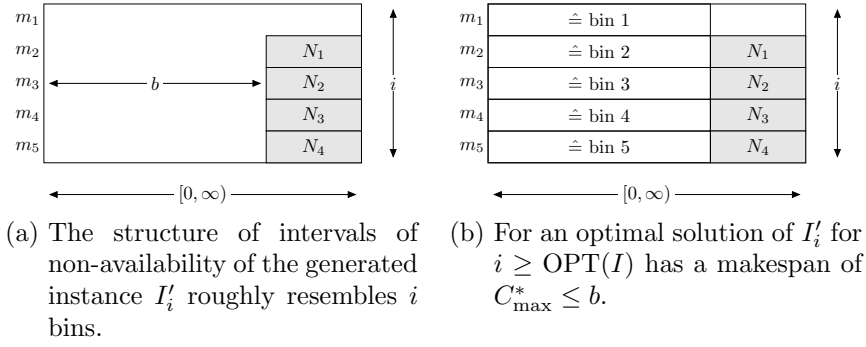 m₁
m₂ N₁
m₃ b N₂ i
m₄ N₃
m₅ N₄
[0, ∞)
(a) The structure of intervals of
non-availability of the generated
instance I′ᵢ roughly resembles i
bins.
m₁ ≙ bin 1
m₂ ≙ bin 2 N₁
m₃ ≙ bin 3 N₂ i
m₄ ≙ bin 4 N₃
m₅ ≙ bin 5 N₄
[0, ∞)
(b) For an optimal solution of I′ᵢ for
i ≥ OPT(I) has a makespan of
C*max ≤ b.